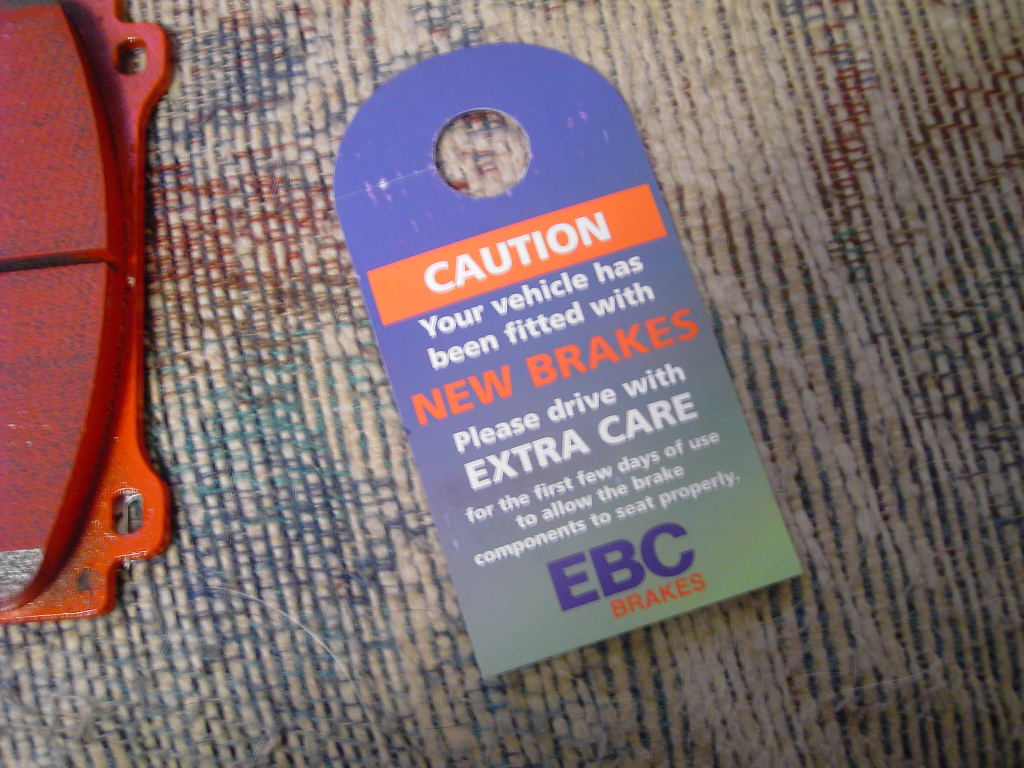 CAUTION
Your vehicle has
been fitted with
NEW BRAKES
Please drive with
EXTRA CARE
for the first few days of use
to allow the brake
components to seat properly.
EBC
BRAKES